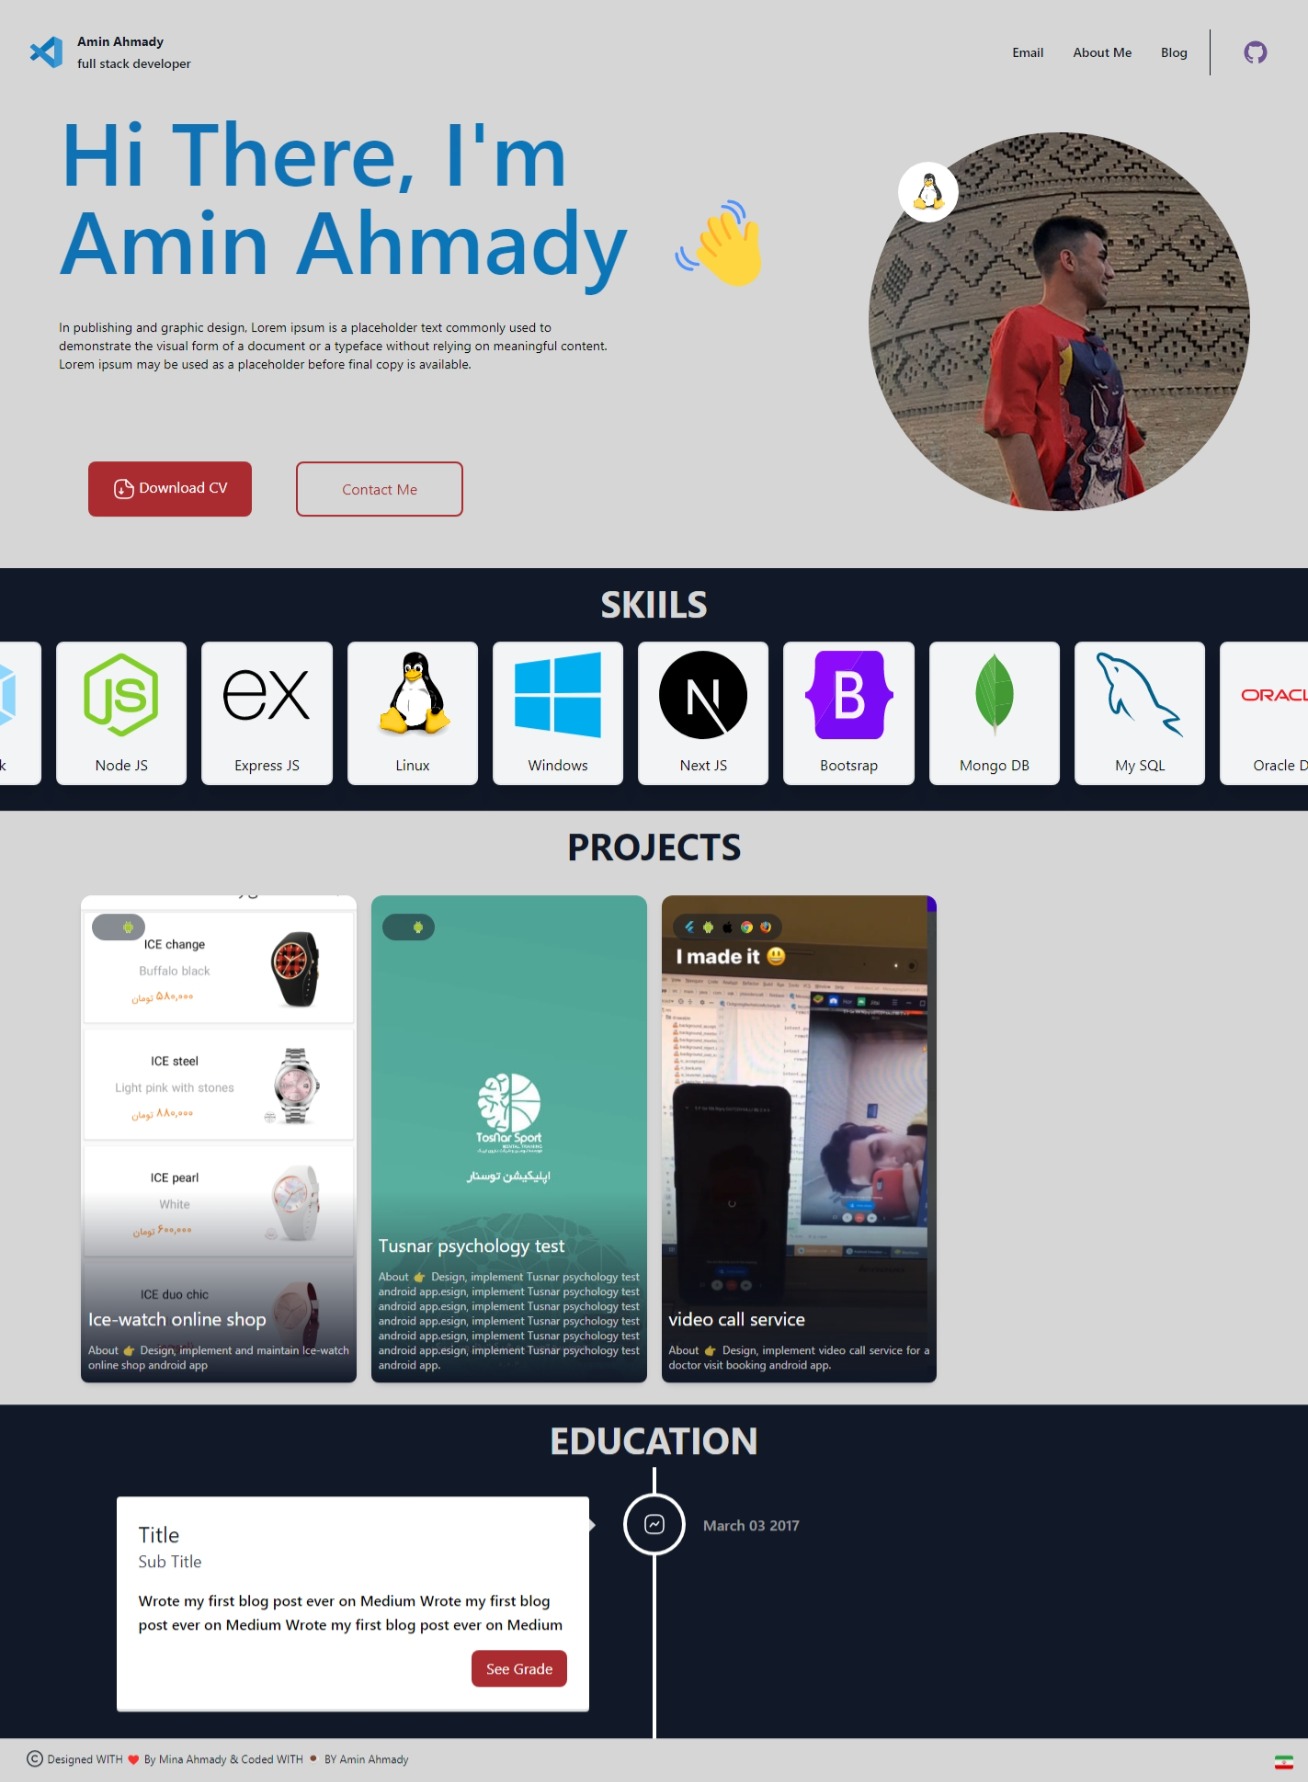 Amin Ahmady
full stack developer
Email
About Me
Blog
Hi There, I'm
Amin Ahmady
In publishing and graphic design, Lorem ipsum is a placeholder text commonly used to
demonstrate the visual form of a document or a typeface without relying on meaningful content.
Lorem ipsum may be used as a placeholder before final copy is available.
Download CV
Contact Me
SKIILS
k
Node JS
Express JS
Linux
Windows
Next JS
Bootsrap
Mongo DB
My SQL
ORACL
Oracle D
PROJECTS
ICE change
Buffalo black
۵۸۰,۰۰۰ تومان
ICE steel
Light pink with stones
۸۸۰,۰۰۰ تومان
ICE pearl
White
۶۰۰,۰۰۰ تومان
ICE duo chic
Ice-watch online shop
About 👉 Design, implement and maintain Ice-watch
online shop android app
Tosnar Sport
اپلیکیشن توسنار
Tusnar psychology test
About 👉 Design, implement Tusnar psychology test
android app.esign, implement Tusnar psychology test
android app.esign, implement Tusnar psychology test
android app.esign, implement Tusnar psychology test
android app.esign, implement Tusnar psychology test
android app.esign, implement Tusnar psychology test
android app.
I made it 😃
video call service
About 👉 Design, implement video call service for a
doctor visit booking android app.
EDUCATION
Title
Sub Title
Wrote my first blog post ever on Medium Wrote my first blog
post ever on Medium Wrote my first blog post ever on Medium
See Grade
March 03 2017
© Designed WITH ❤️ By Mina Ahmady & Coded WITH BY Amin Ahmady